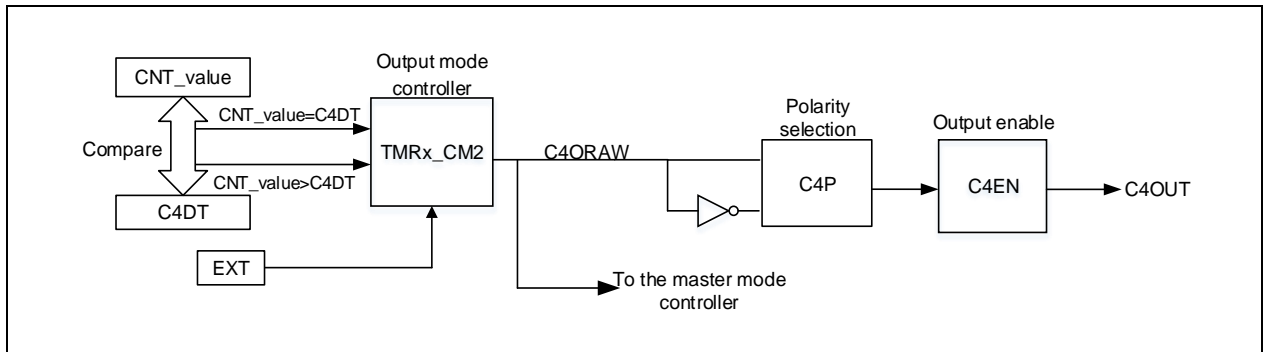 CNT_value
Compare
C4DT
CNT_value=C4DT
CNT_value>C4DT
EXT
Output mode
controller
TMRx_CM2
C4ORAW
To the master mode
controller
Polarity
selection
C4P
Output enable
C4EN
C4OUT